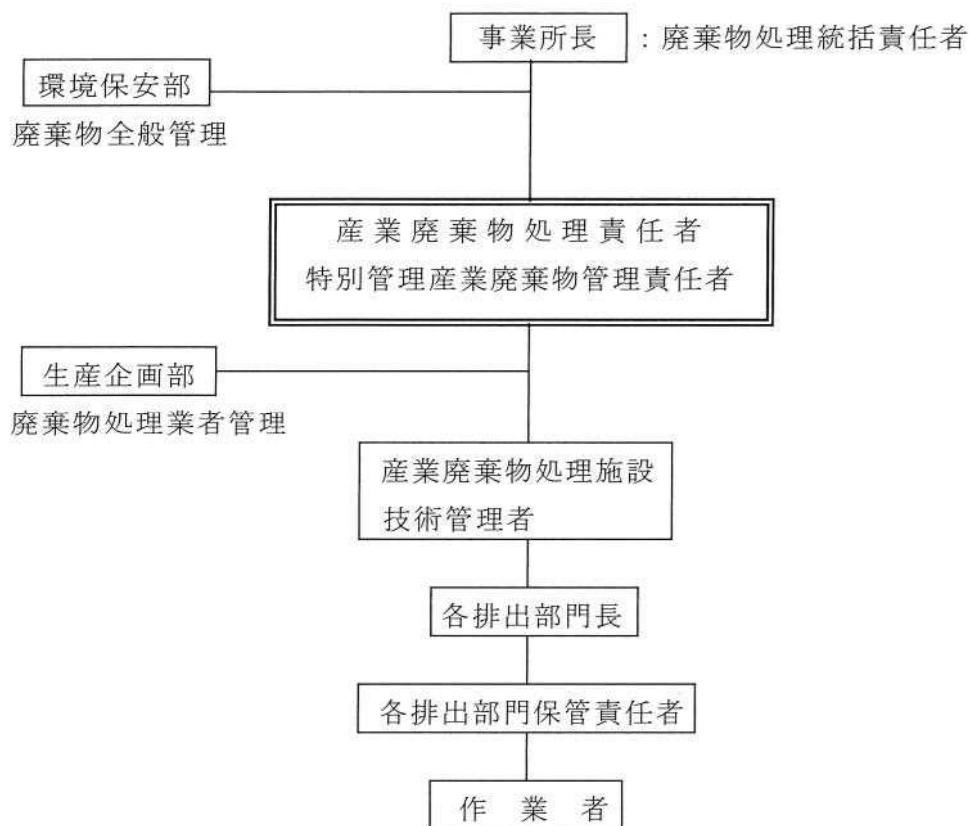 事業所長 ：廃棄物処理統括責任者
環境保安部
廃棄物全般管理
産業廃棄物処理責任者
特別管理産業廃棄物管理責任者
生産企画部
廃棄物処理業者管理
産業廃棄物処理施設
技術管理者
各排出部門長
各排出部門保管責任者
作　業　者